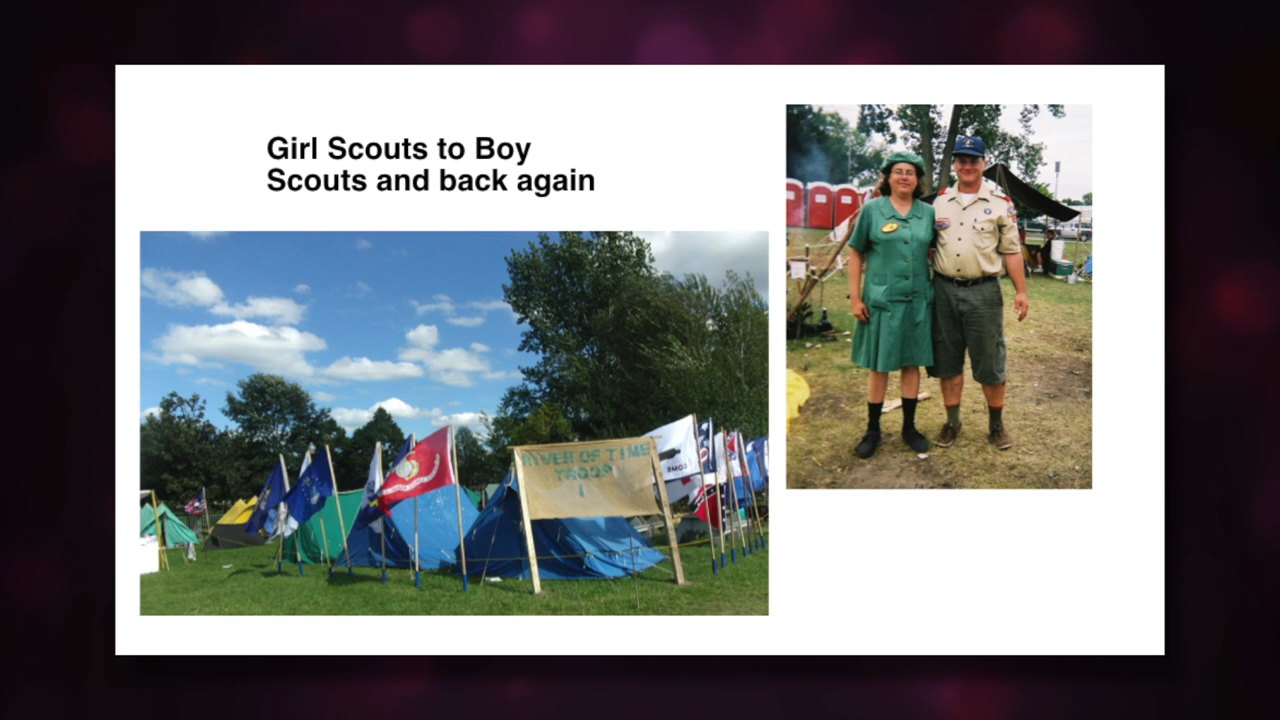 Girl Scouts to Boy
Scouts and back again
RIVER OF TIME
TROOP
1